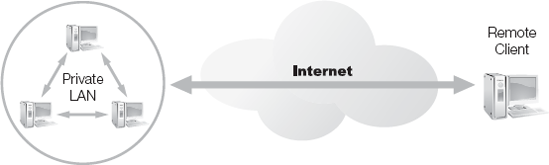 Private
LAN
Internet
Remote
Client